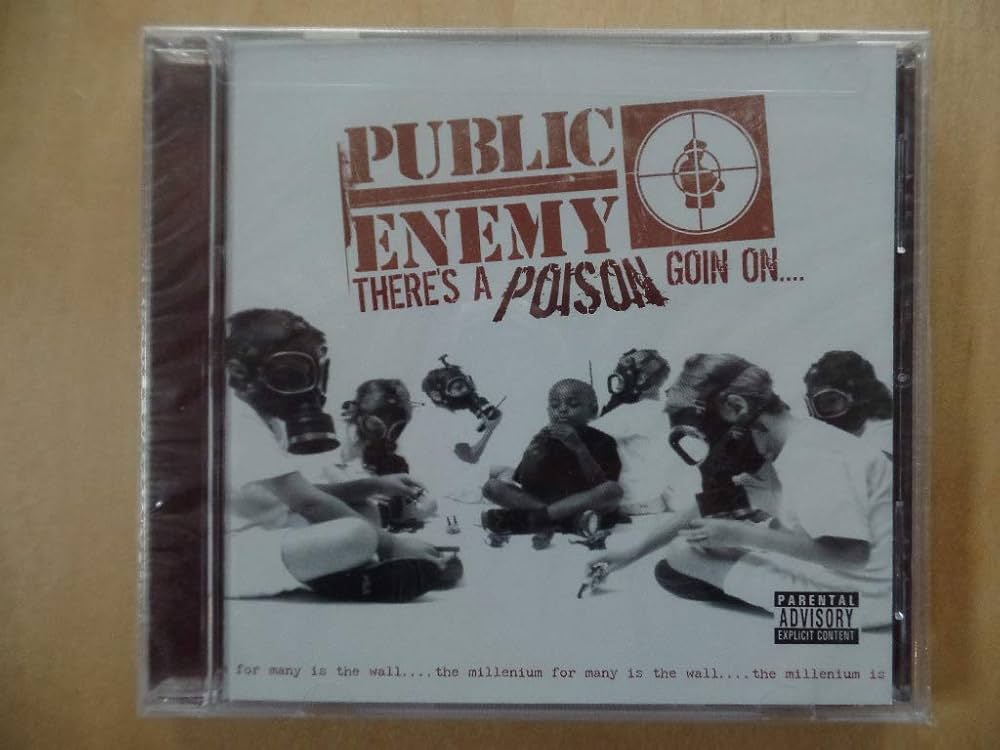 PUBLIC
ENEMY
THERE'S A POISON GOIN ON....
PARENTAL
ADVISORY
EXPLICIT CONTENT
for many is the wall....the millenium for many is the wall....the millenium is